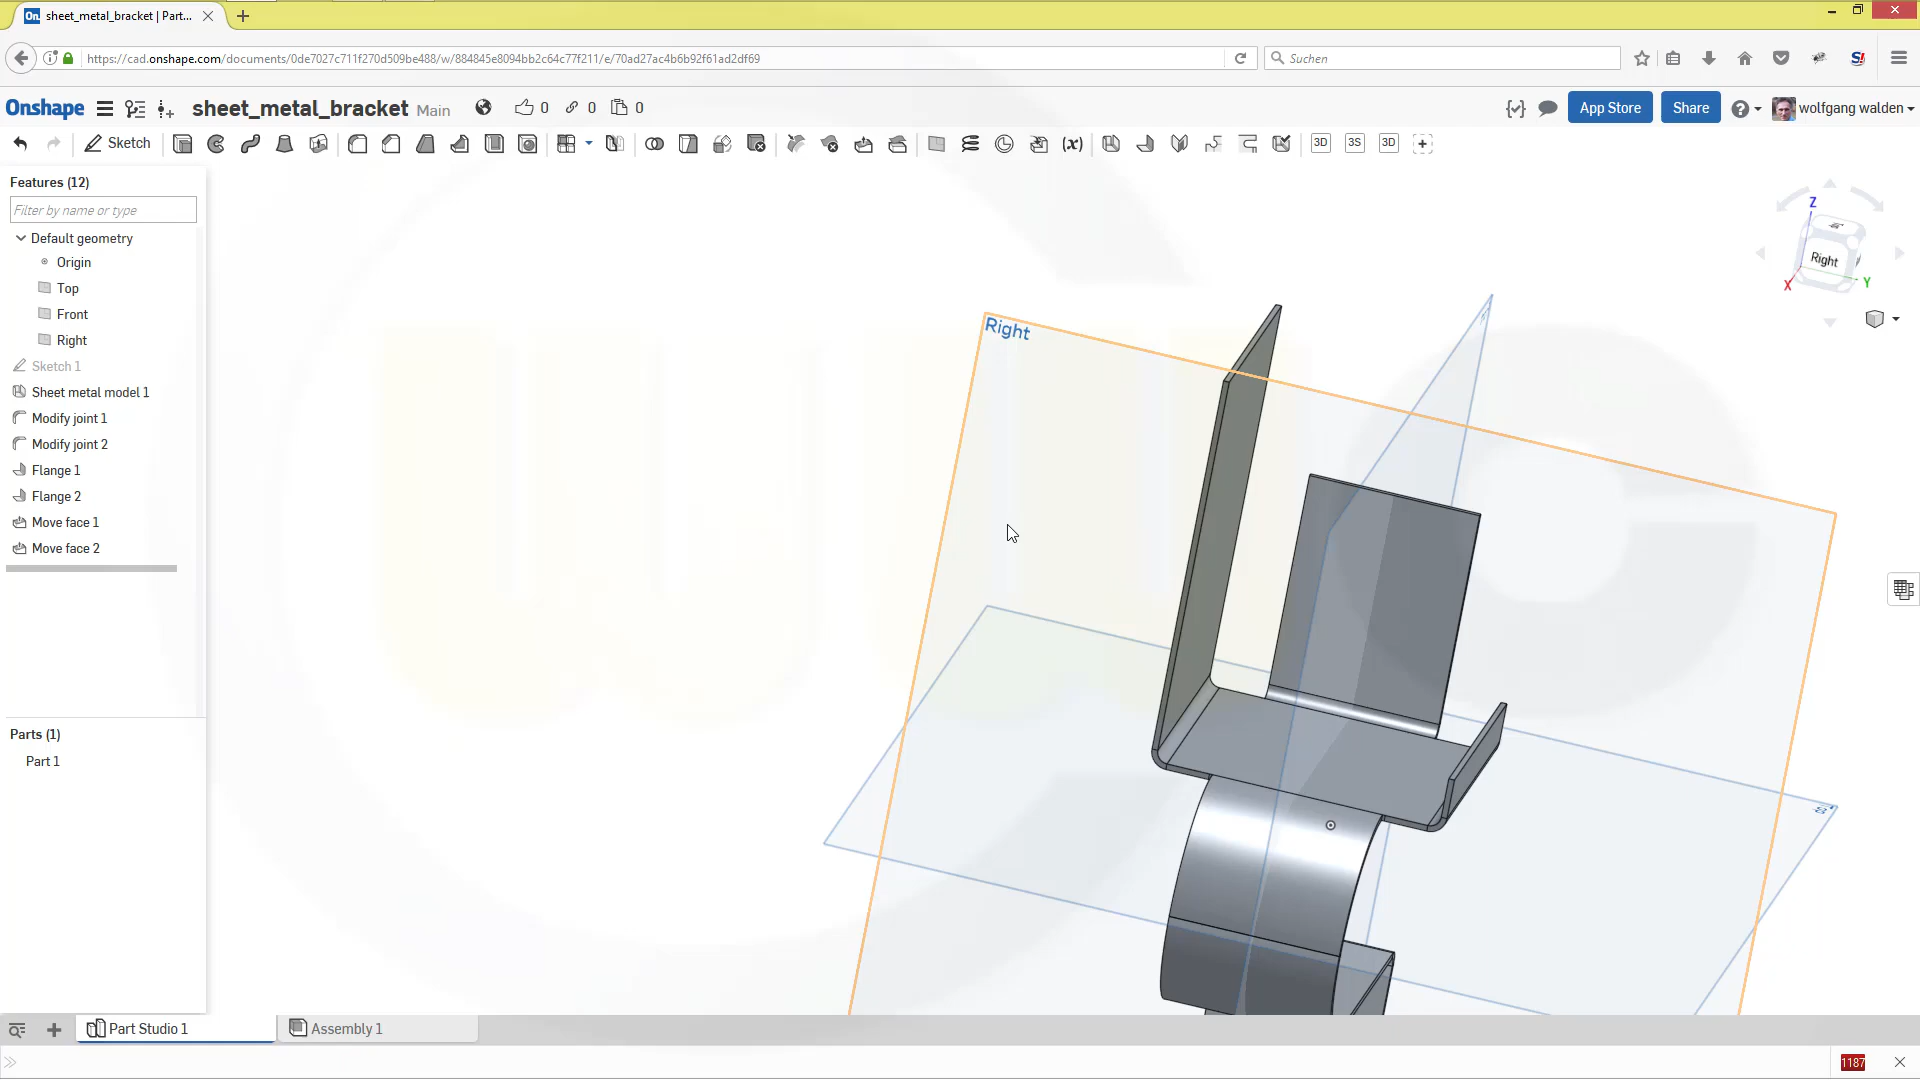 sheet_metal_bracket | Part...
https://cad.onshape.com/documents/0de7027c711f270d509be488/w/884845e8094bb2c64c77f211/e/70ad27ac4b6b92f61ad2df69
Suchen
Onshape
sheet_metal_bracket Main
0
0
0
App Store
Share
wolfgang walden
Sketch
3D
3S
3D
Features (12)
Filter by name or type
Default geometry
Origin
Top
Front
Right
Sketch 1
Sheet metal model 1
Modify joint 1
Modify joint 2
Flange 1
Flange 2
Move face 1
Move face 2
Parts (1)
Part 1
Right
Z
Right
X
Y
Part Studio 1
Assembly 1
1187